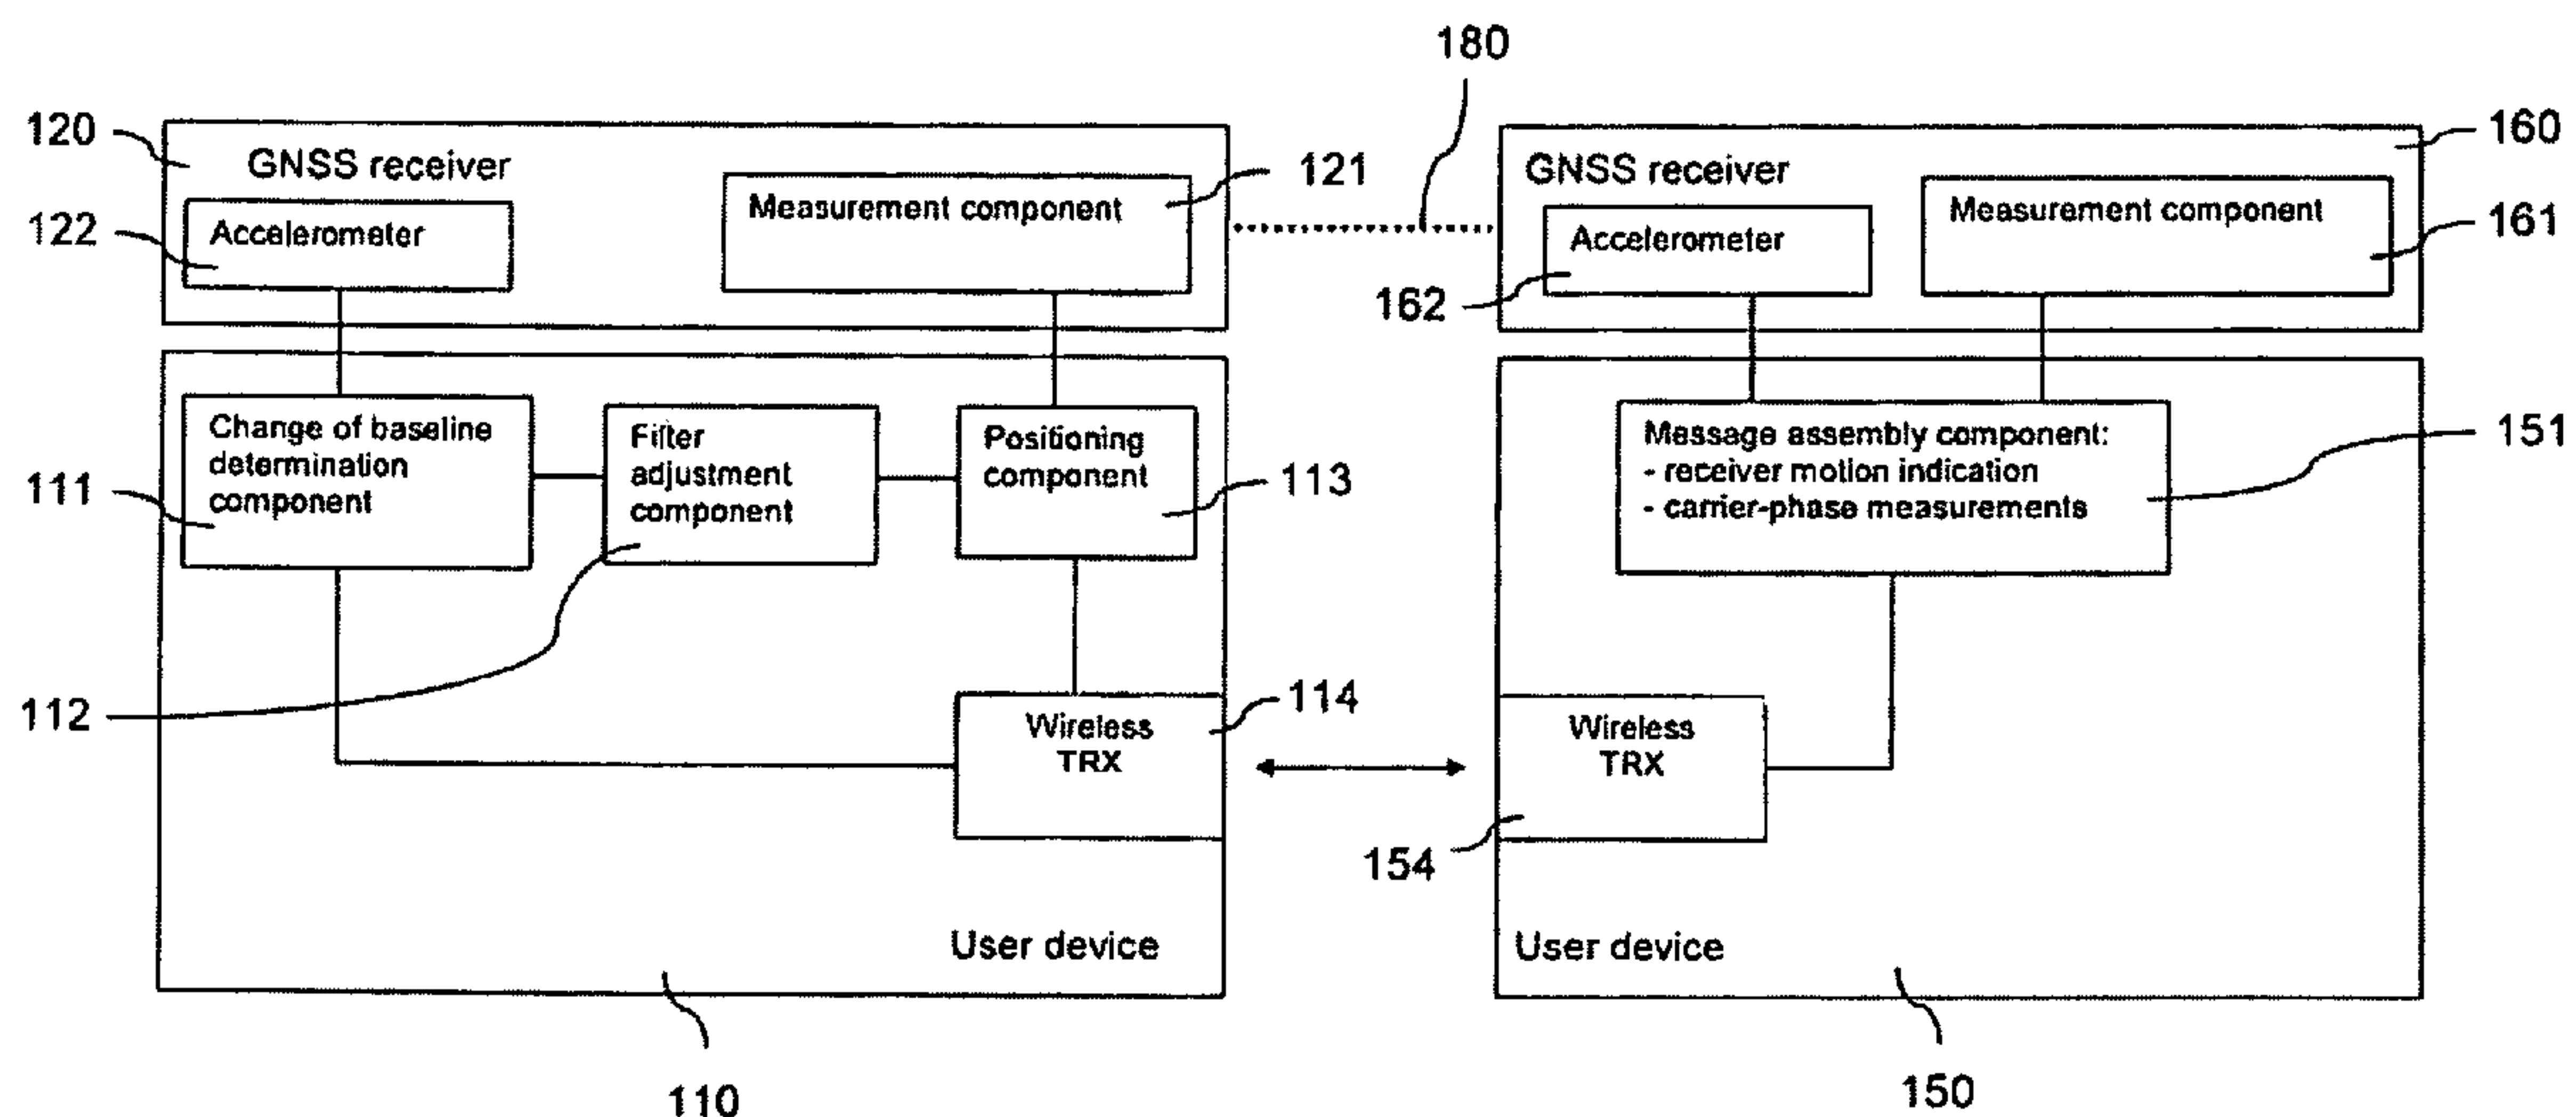 180
120
GNSS receiver
121
Measurement component
122
Accelerometer
160
GNSS receiver
Measurement component
161
Accelerometer
162
Change of baseline
determination
component
111
Filter
adjustment
component
112
Positioning
component
113
Wireless
TRX
114
User device
110
Message assembly component:
- receiver motion indication
- carrier-phase measurements
151
Wireless
TRX
154
User device
150